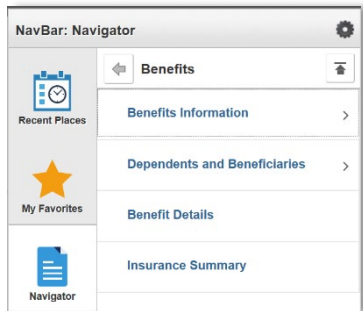 NavBar: Navigator
Benefits
Recent Places
Benefits Information
Dependents and Beneficiaries
My Favorites
Benefit Details
Insurance Summary
Navigator